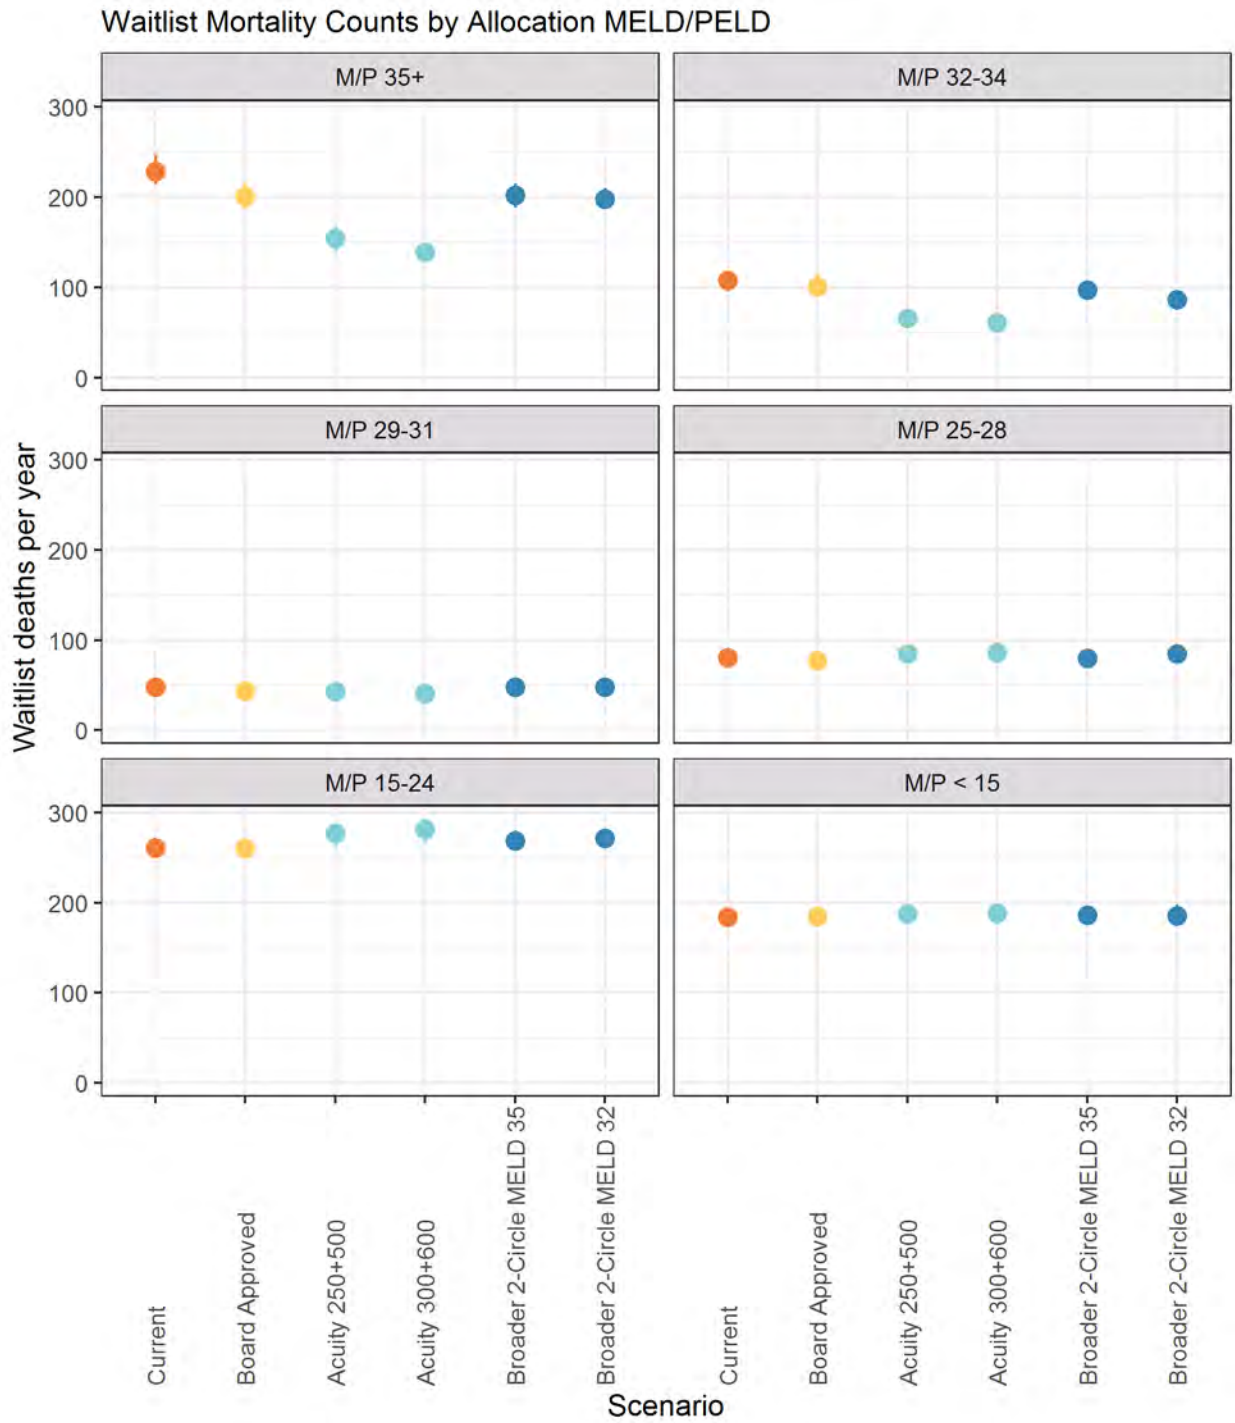 Waitlist Mortality Counts by Allocation MELD/PELD
M/P 35+
M/P 32-34
300
200
100
0
M/P 29-31
M/P 25-28
300
200
100
0
M/P 15-24
M/P < 15
300
200
100
0
Waitlist deaths per year
Current
Board Approved
Acuity 250+500
Acuity 300+600
Broader 2-Circle MELD 35
Broader 2-Circle MELD 32
Current
Board Approved
Acuity 250+500
Acuity 300+600
Broader 2-Circle MELD 35
Broader 2-Circle MELD 32
Scenario